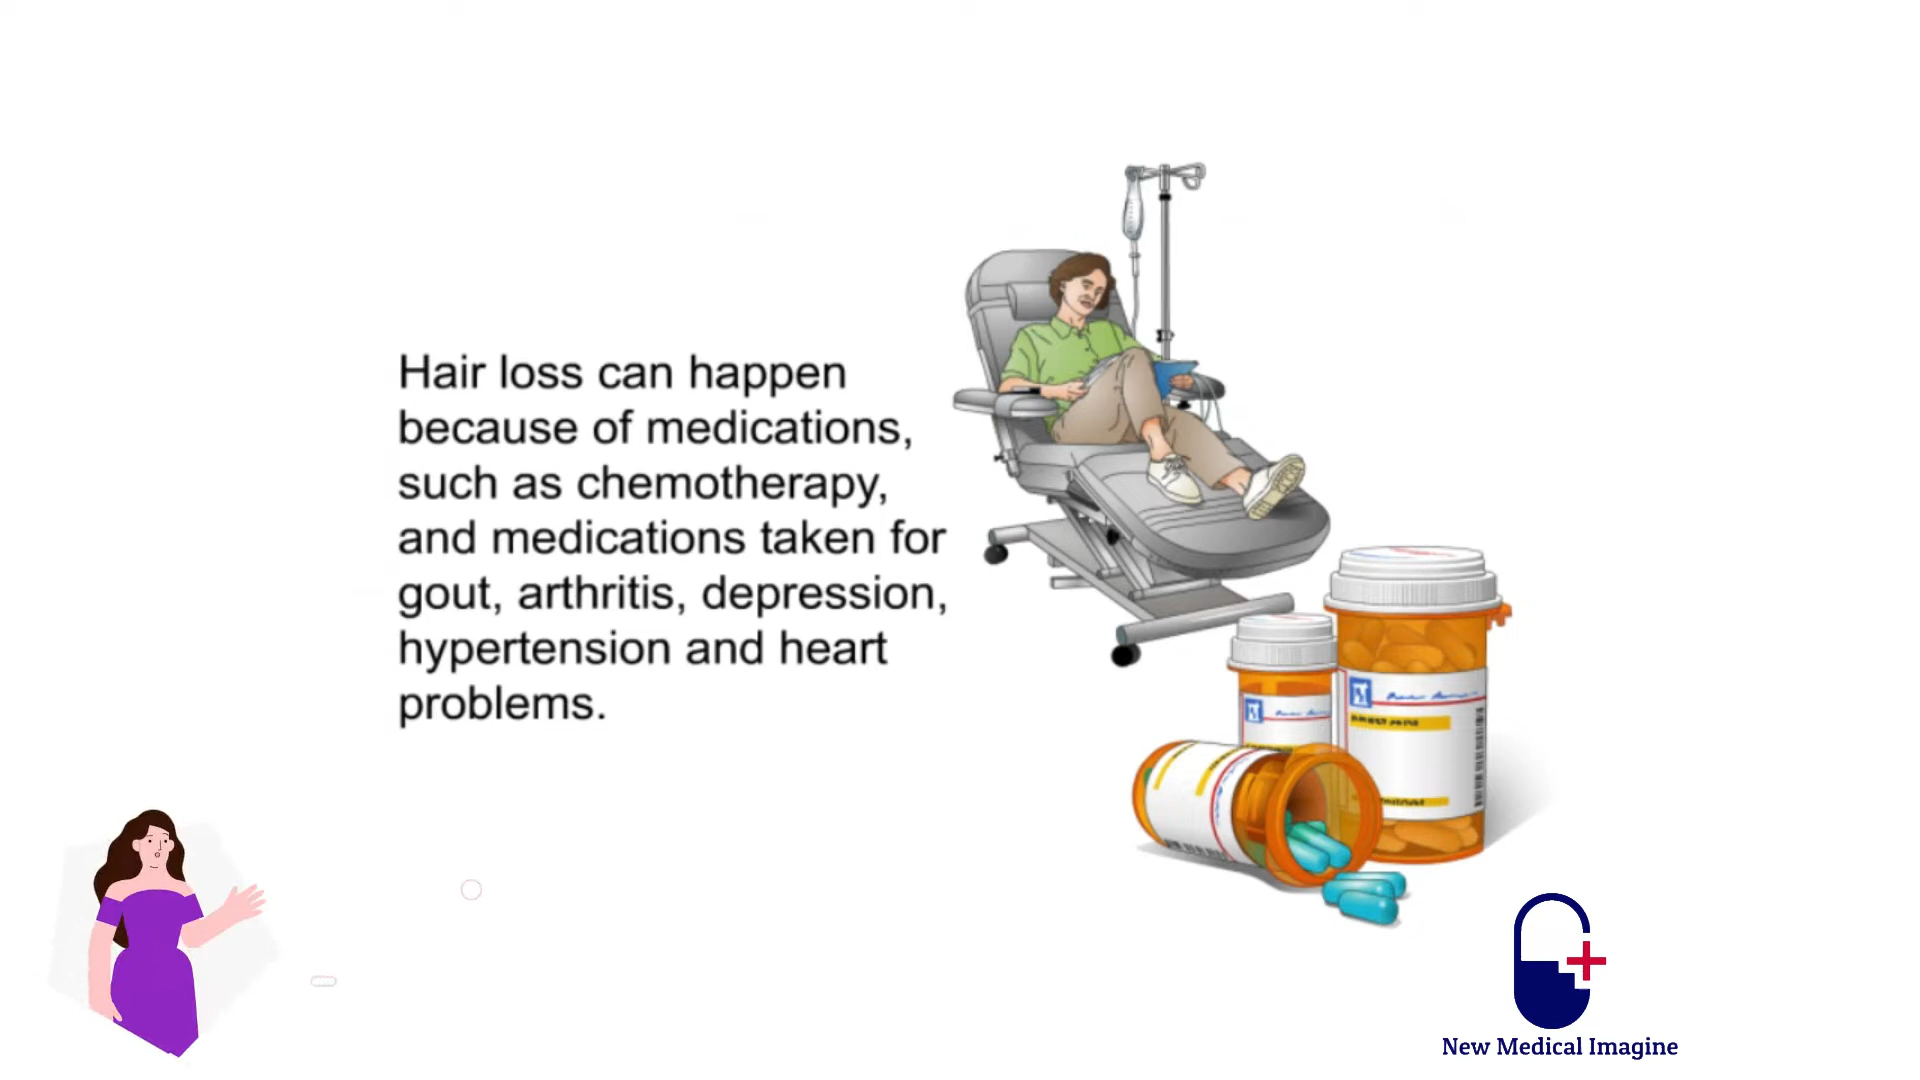 Hair loss can happen
because of medications,
such as chemotherapy,
and medications taken for
gout, arthritis, depression,
hypertension and heart
problems.
New Medical Imagine